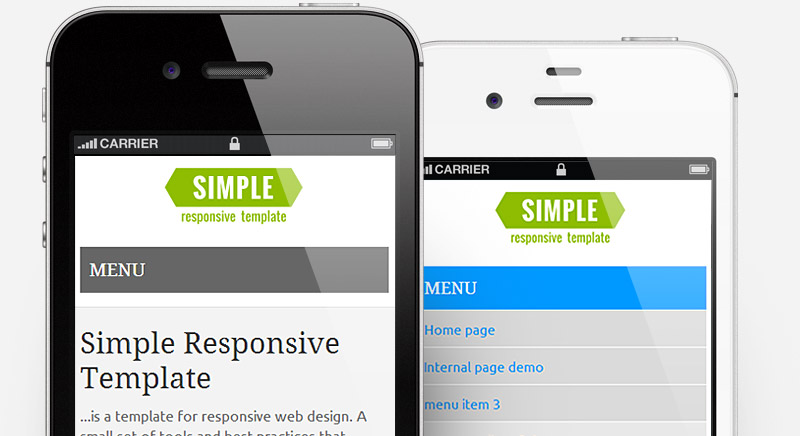 CARRIER
SIMPLE
responsive template
MENU
Simple Responsive
Template
...is a template for responsive web design. A
small set of tools and best practices that
CARRIER
SIMPLE
responsive template
MENU
Home page
Internal page demo
menu item 3